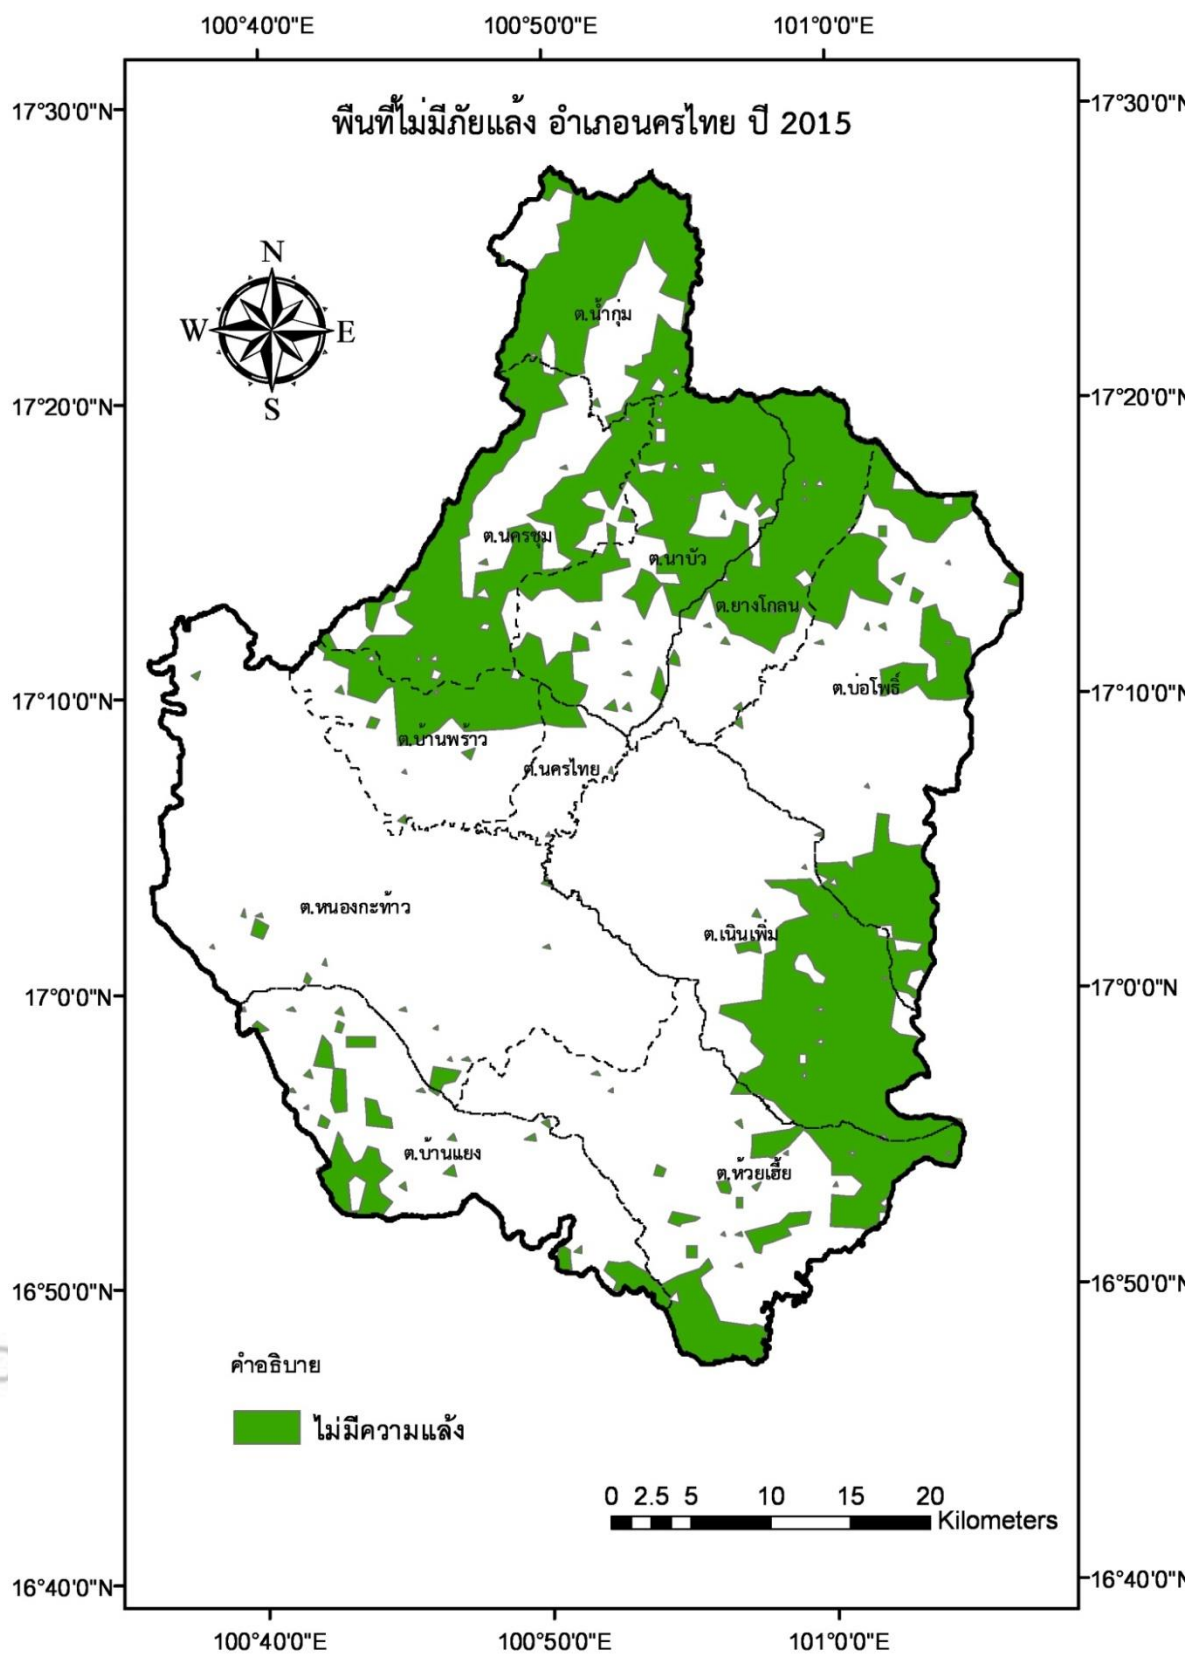 100°40'0"E 100°50'0"E 101°0'0"E
17°30'0"N 17°30'0"N
พืนที่ไม่มีภัยแล้ง อำเภอนครไทย ปี 2015
N
W E
S
ต.น้ำกุ่ม
17°20'0"N 17°20'0"N
ต.นครชุม
ต.นาบัว
ต.ยางโกลน
ต.บ่อโพธิ์
17°10'0"N 17°10'0"N
ต.บ้านพร้าว
ต.นครไทย
ต.หนองกะท้าว
ต.เนินเพิ่ม
17°0'0"N 17°0'0"N
ต.บ้านแยง
ต.ห้วยเฮี้ย
16°50'0"N 16°50'0"N
คำอธิบาย
ไม่มีความแล้ง
0 2.5 5 10 15 20
Kilometers
16°40'0"N 16°40'0"N
100°40'0"E 100°50'0"E 101°0'0"E